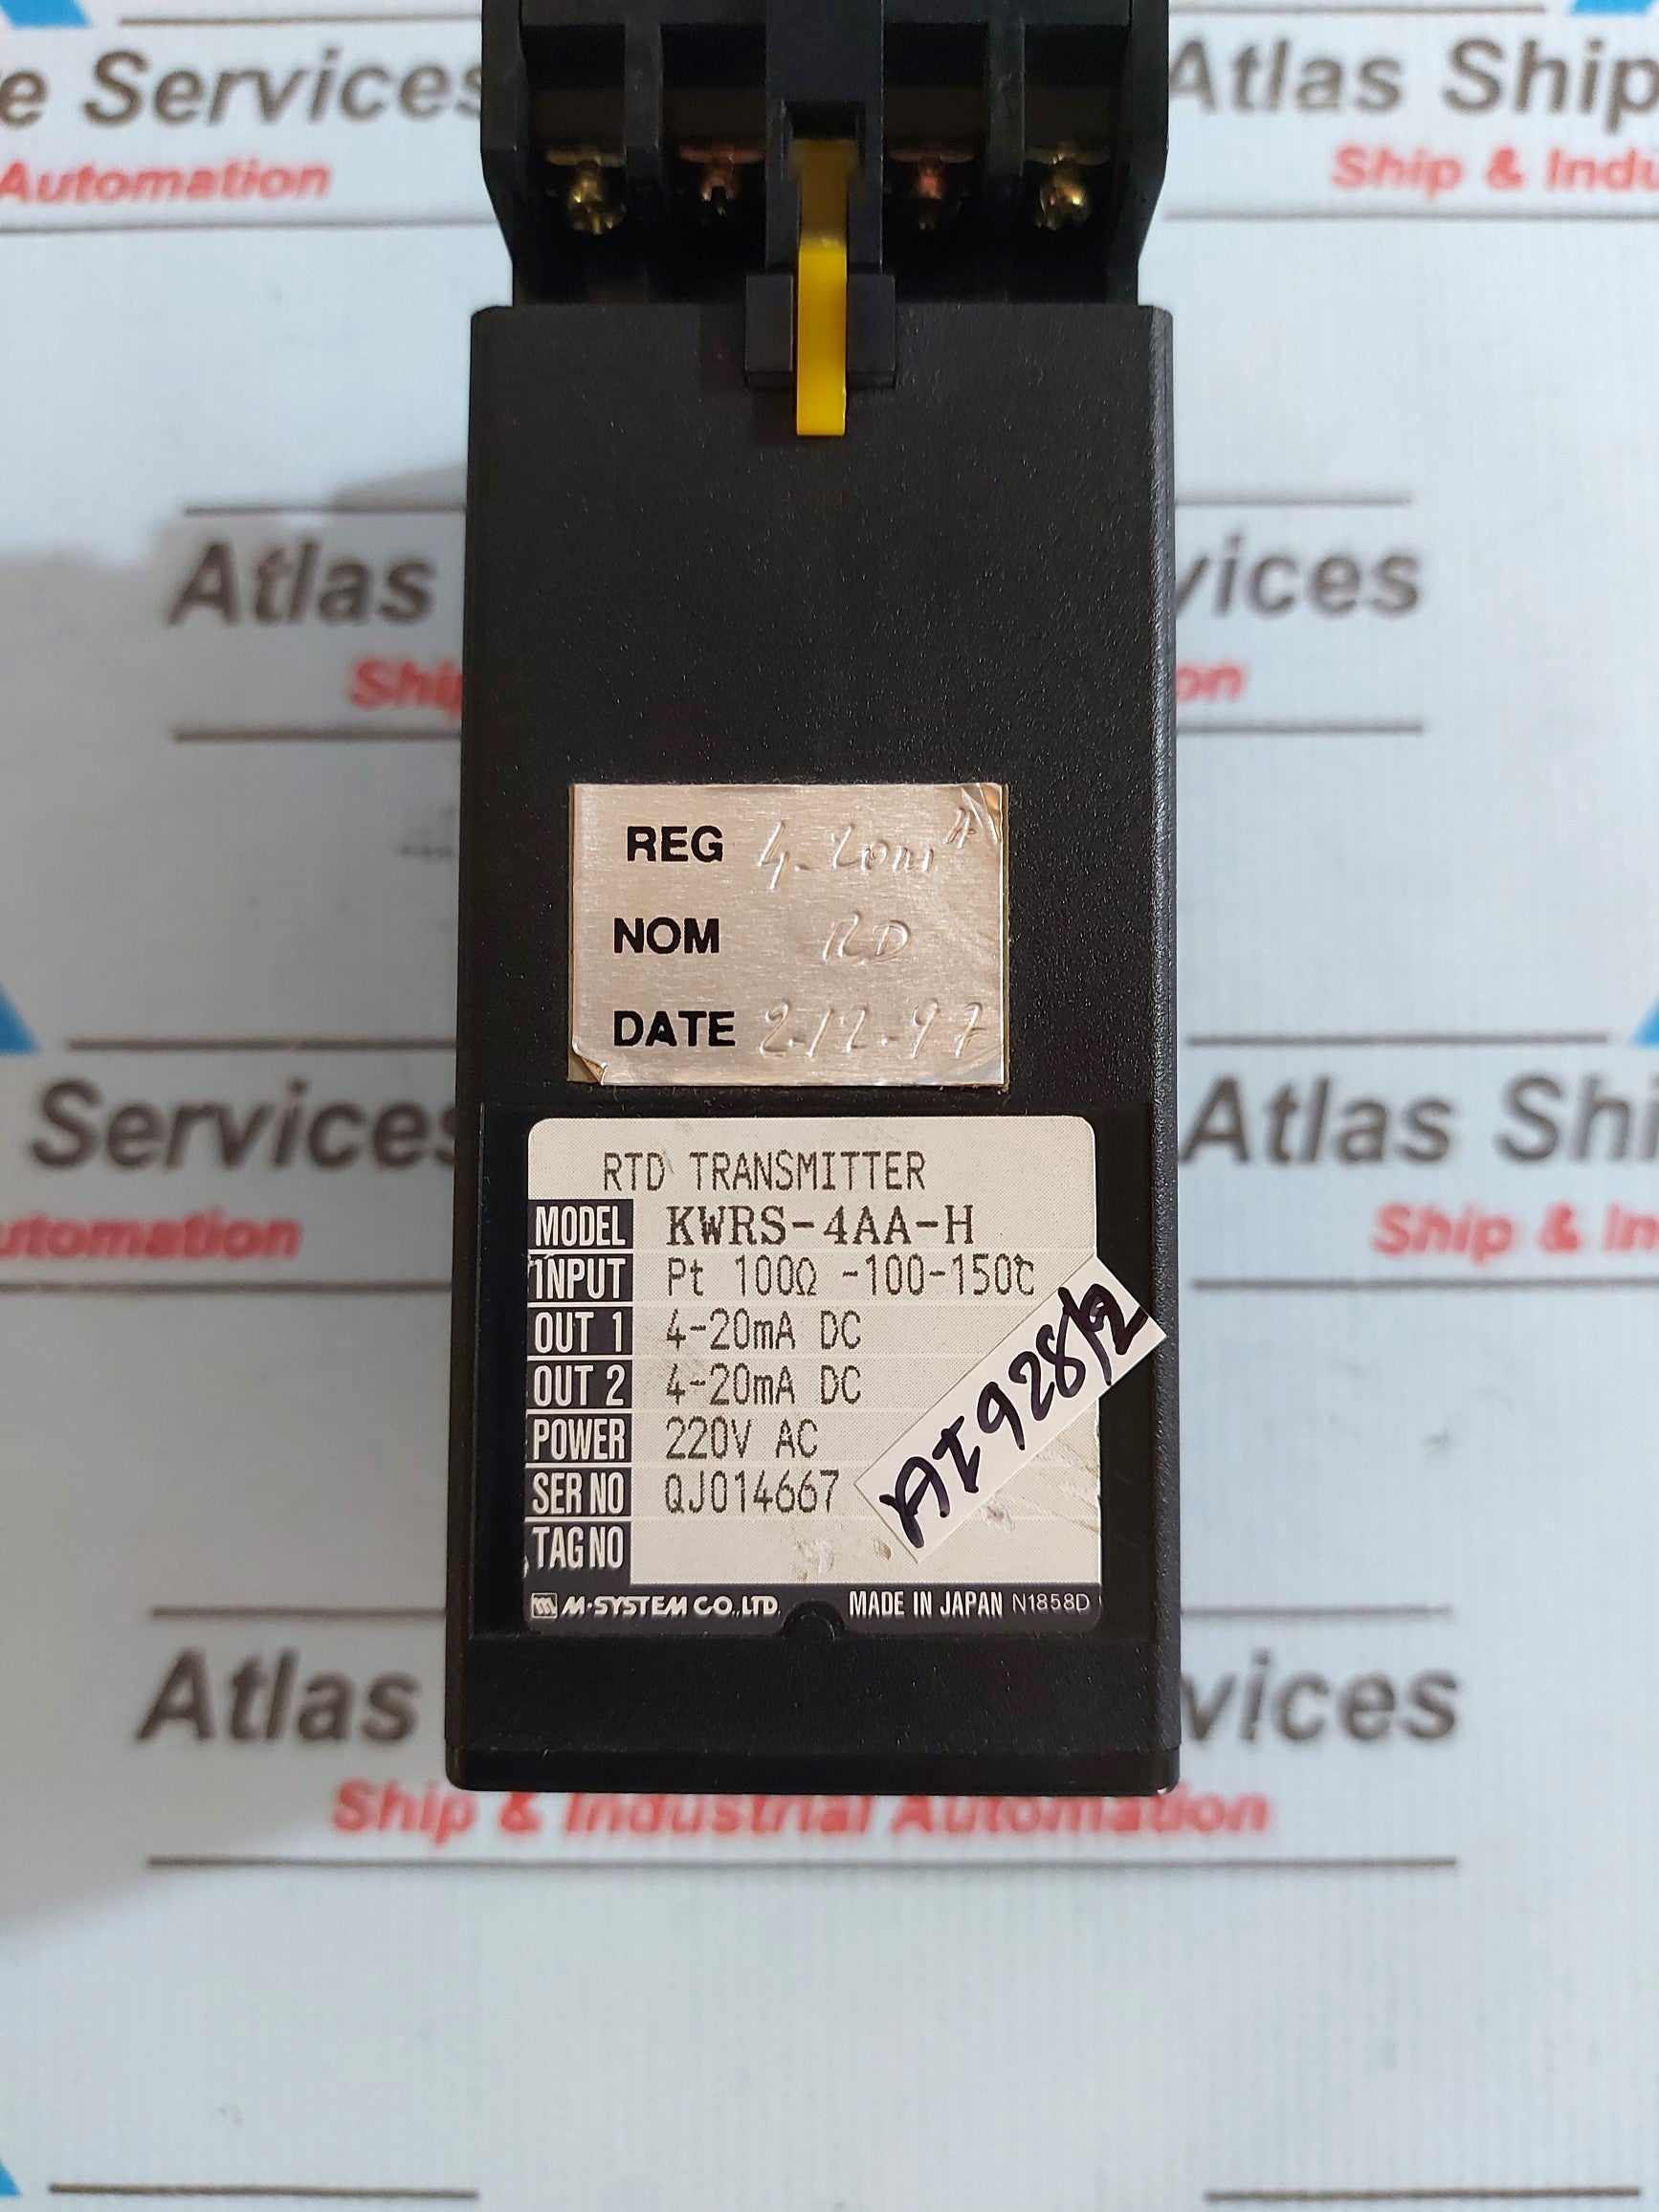 e Services
Automation
Atlas Ship
Ship & Indu
Atlas
vices
Ship
on
REG 4-20mA
NOM RD
DATE 2.12.97
Services
utomation
Atlas Shi
Ship & In
RTD TRANSMITTER
MODEL KWRS-4AA-H
INPUT Pt 100Ω -100-150℃
OUT 1 4-20mA DC
OUT 2 4-20mA DC
POWER 220V AC
SER NO QJ014667
TAG NO
AI928/2
M-SYSTEM CO.,LTD. MADE IN JAPAN N1858D
Atlas
vices
Ship & Industrial Automation